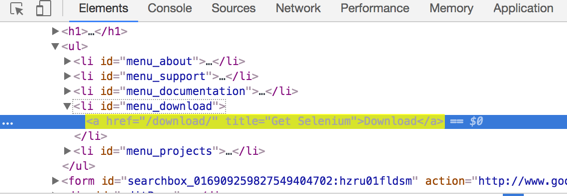 Elements Console Sources Network Performance Memory Application
▶<h1>…</h1>
▼<ul>
▶<li id="menu_about">…</li>
▶<li id="menu_support">…</li>
▶<li id="menu_documentation">…</li>
▼<li id="menu_download">
… <a href="/download/" title="Get Selenium">Download</a> == $0
</li>
▶<li id="menu_projects">…</li>
</ul>
▶<form id="searchbox_016909259827549404702:hzru01fldsm" action="http://www.goo